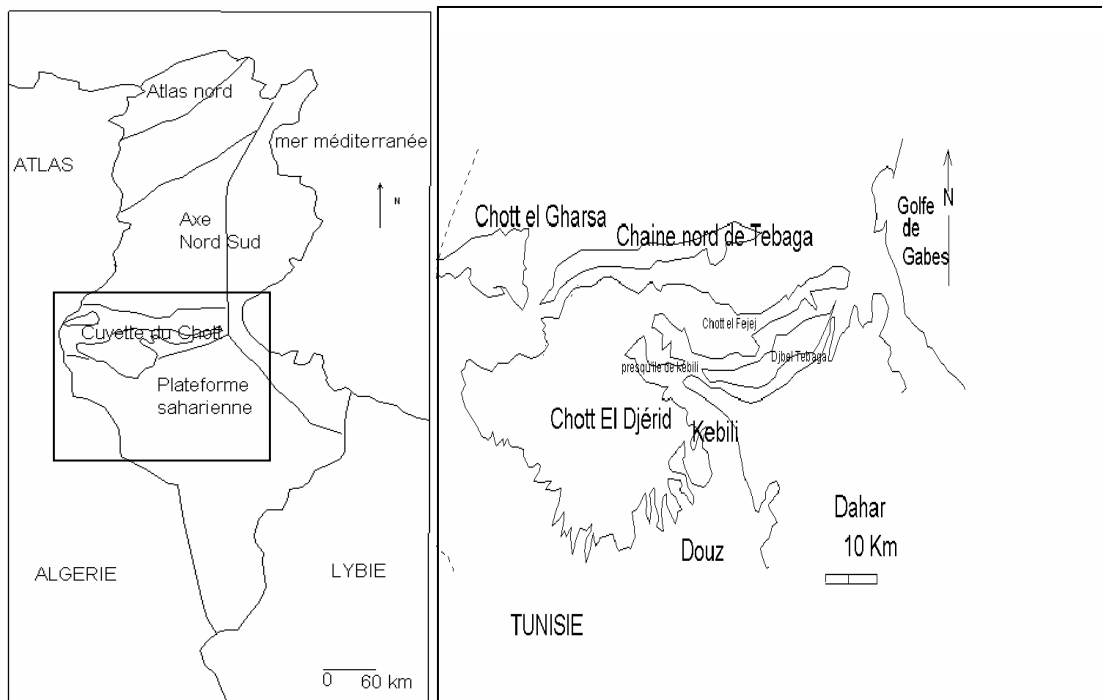 Atlas nord
mer méditerranée
ATLAS
N
Axe
Nord Sud
Cuvette du Chott
Plateforme
saharienne
ALGERIE
LYBIE
0 60 km
Chott el Gharsa
Chaine nord de Tebaga
N
Golfe
de
Gabes
Chott el Fejej
Djbel Tebaga
presqu'ile de kebili
Chott El Djérid
Kebili
Dahar
Douz
10 Km
TUNISIE